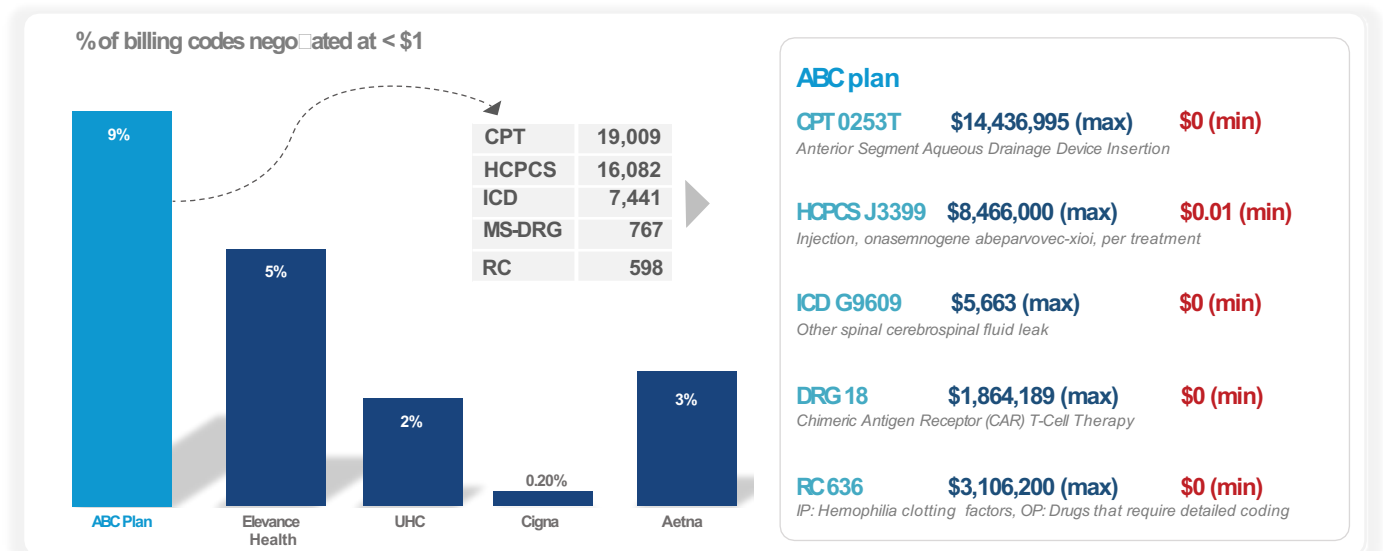 % of billing codes nego□ated at < $1
9%
5%
2%
0.20%
3%
ABC Plan
Elevance
Health
UHC
Cigna
Aetna
CPT 19,009
HCPCS 16,082
ICD 7,441
MS-DRG 767
RC 598
ABC plan
CPT 0253T $14,436,995 (max) $0 (min)
Anterior Segment Aqueous Drainage Device Insertion
HCPCS J3399 $8,466,000 (max) $0.01 (min)
Injection, onasemnogene abeparvovec-xioi, per treatment
ICD G9609 $5,663 (max) $0 (min)
Other spinal cerebrospinal fluid leak
DRG 18 $1,864,189 (max) $0 (min)
Chimeric Antigen Receptor (CAR) T-Cell Therapy
RC 636 $3,106,200 (max) $0 (min)
IP: Hemophilia clotting factors, OP: Drugs that require detailed coding